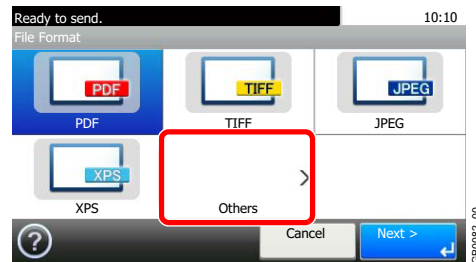 Ready to send. 10:10
File Format
PDF TIFF JPEG
PDF TIFF JPEG
XPS
XPS Others
? Cancel Next >